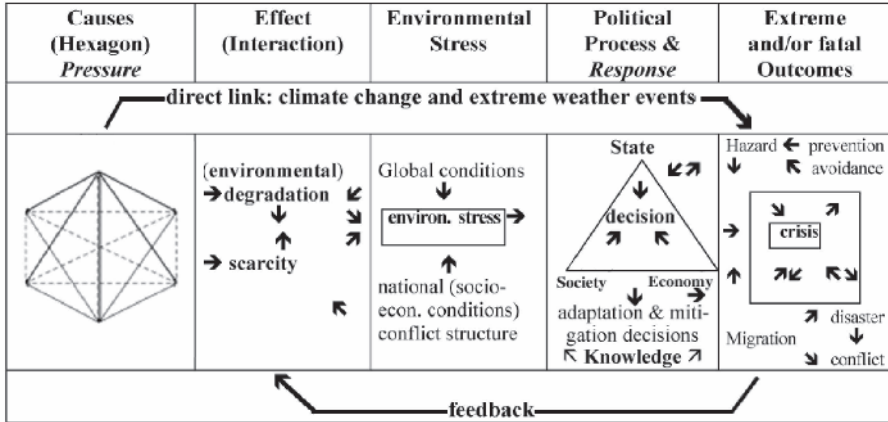 Causes
(Hexagon)
Pressure
Effect
(Interaction)
Environmental
Stress
Political
Process &
Response
Extreme
and/or fatal
Outcomes
direct link: climate change and extreme weather events
(environmental)
degradation
scarcity
Global conditions
environ. stress
national (socio-
econ. conditions)
conflict structure
State
decision
Society
Economy
adaptation & miti-
gation decisions
Knowledge
Hazard
prevention
avoidance
crisis
Migration
disaster
conflict
feedback